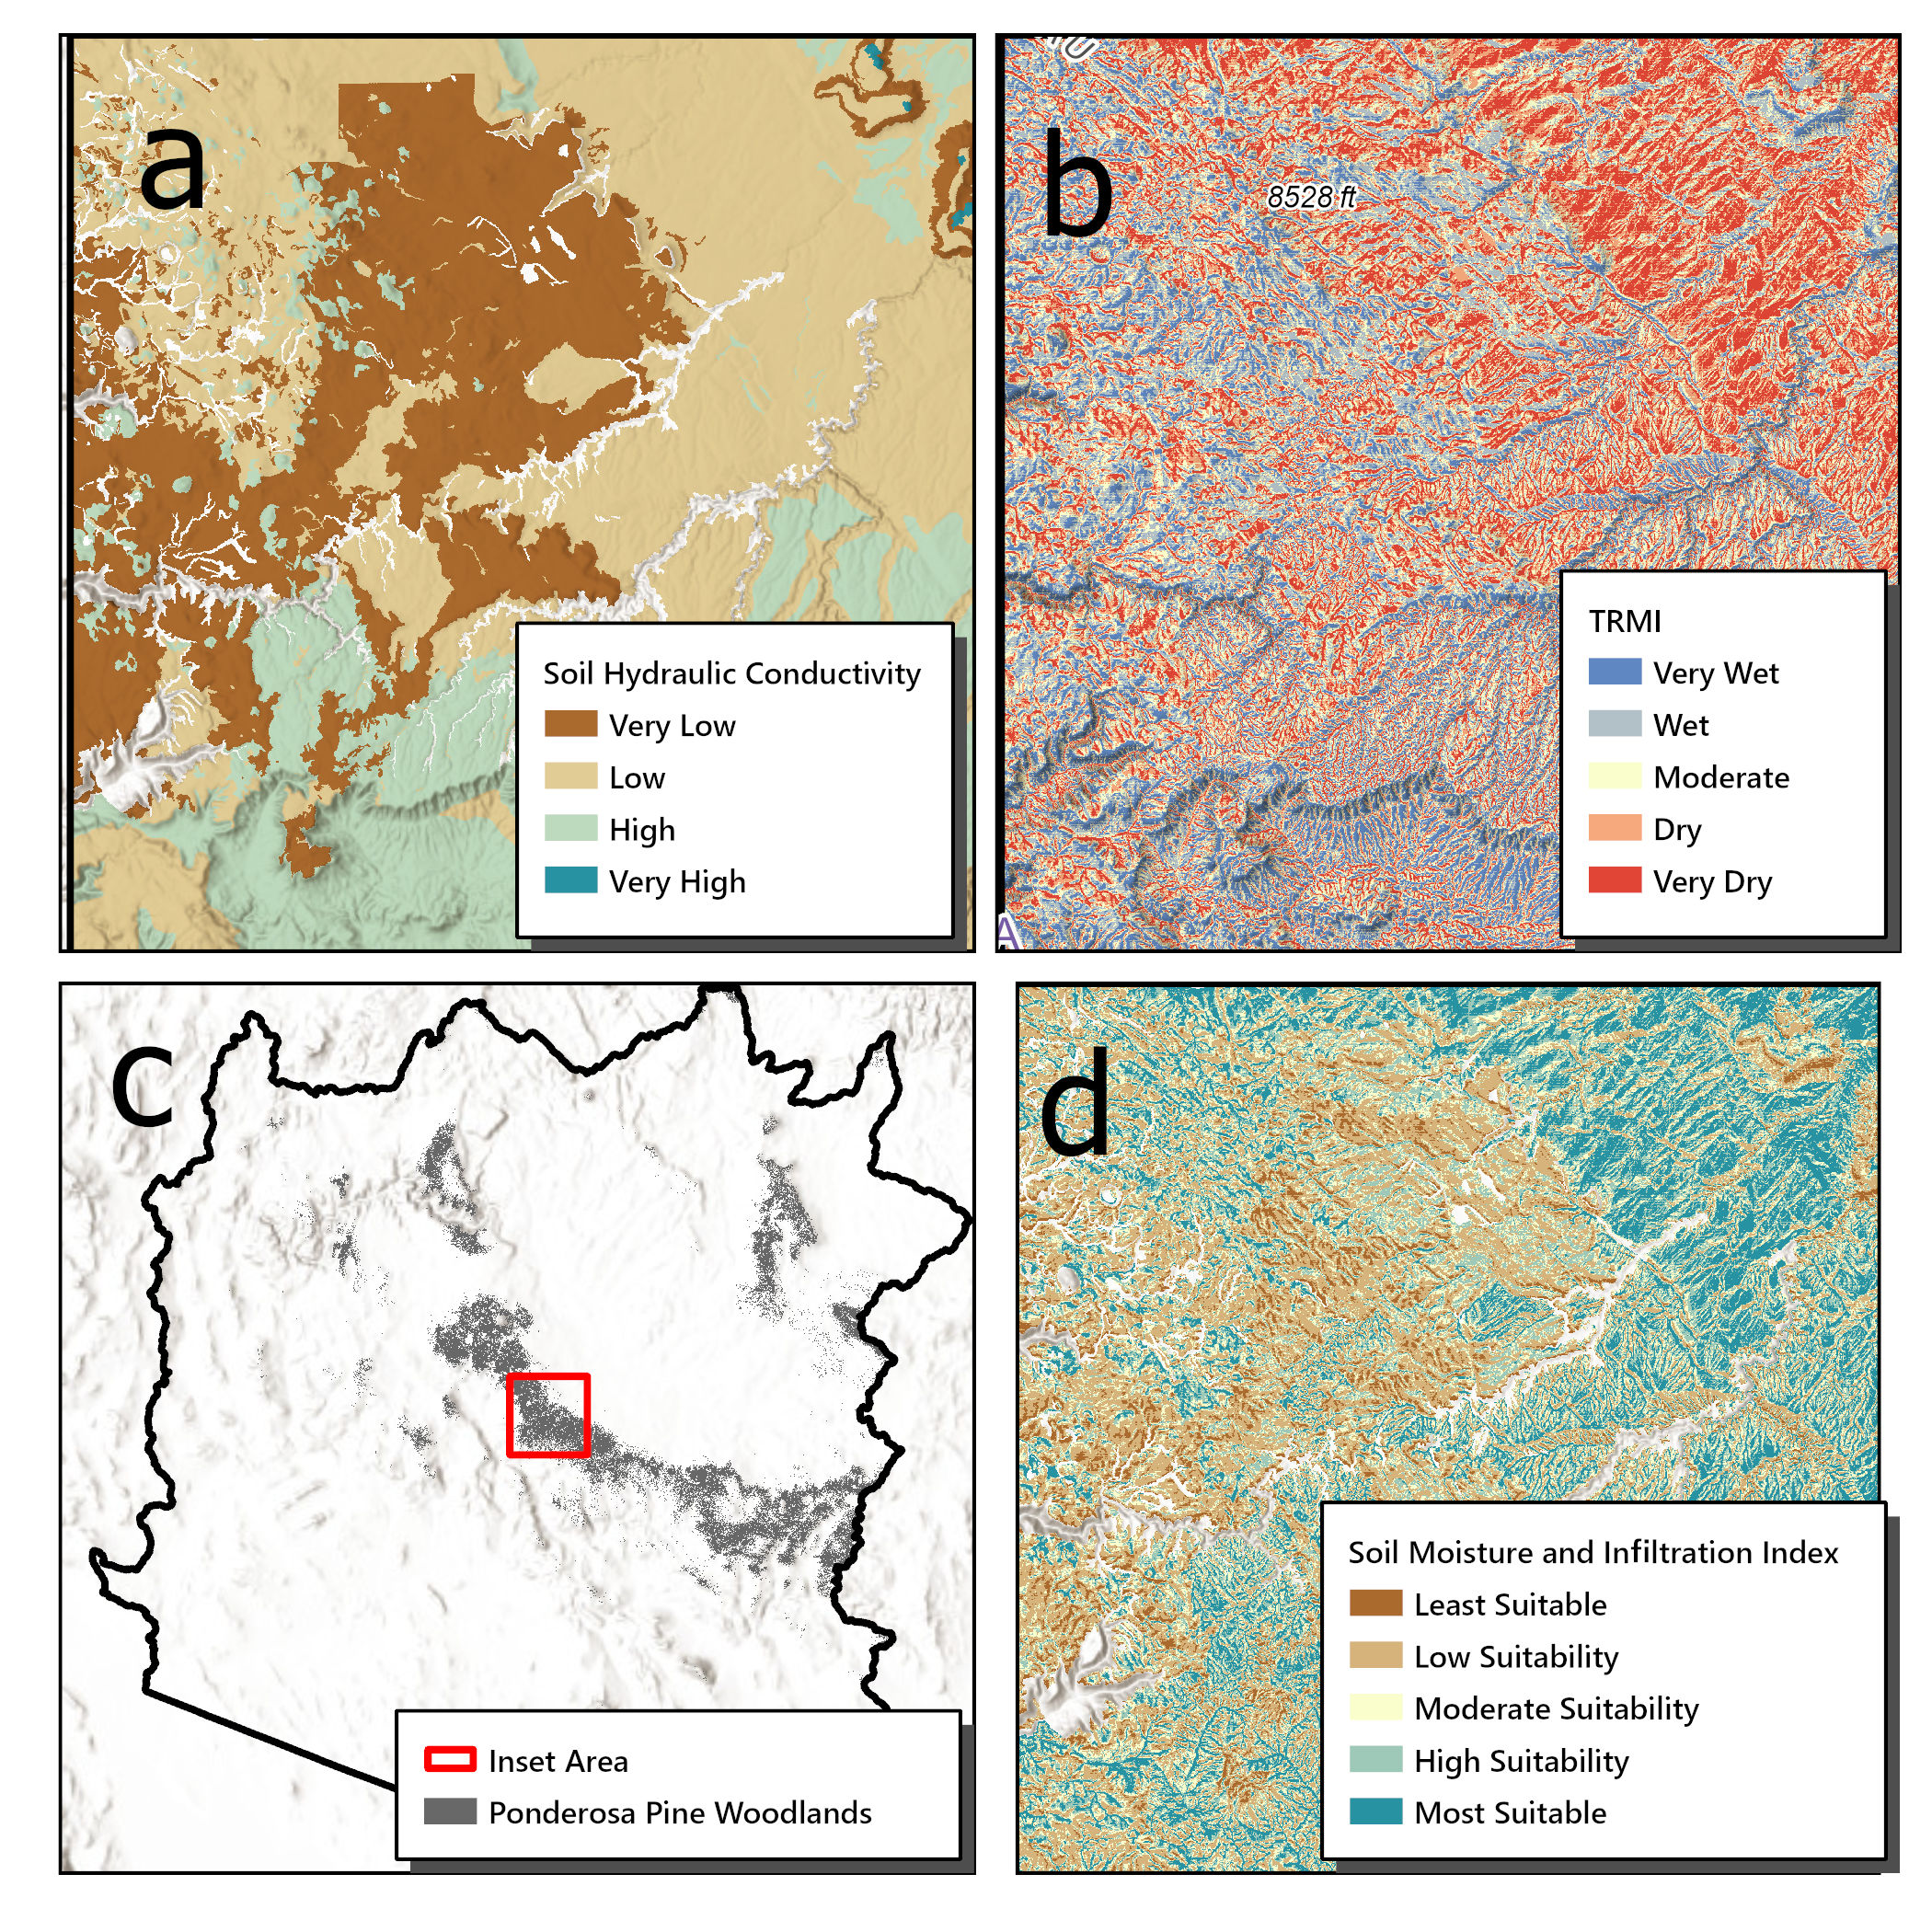 a
Soil Hydraulic Conductivity
Very Low
Low
High
Very High
b
8528 ft
TRMI
Very Wet
Wet
Moderate
Dry
Very Dry
A
c
Inset Area
Ponderosa Pine Woodlands
d
Soil Moisture and Infiltration Index
Least Suitable
Low Suitability
Moderate Suitability
High Suitability
Most Suitable